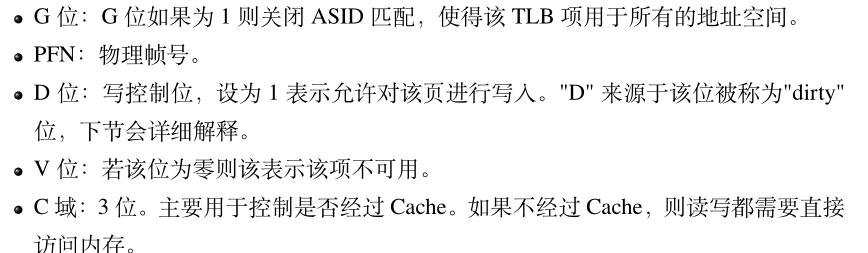 • G 位：G 位如果为 1 则关闭 ASID 匹配，使得该 TLB 项用于所有的地址空间。
• PFN：物理帧号。
• D 位：写控制位，设为 1 表示允许对该页进行写入。"D" 来源于该位被称为"dirty"
位，下节会详细解释。
• V 位：若该位为零则该表示该项不可用。
• C 域：3 位。主要用于控制是否经过 Cache。如果不经过 Cache，则读写都需要直接
访问内存。